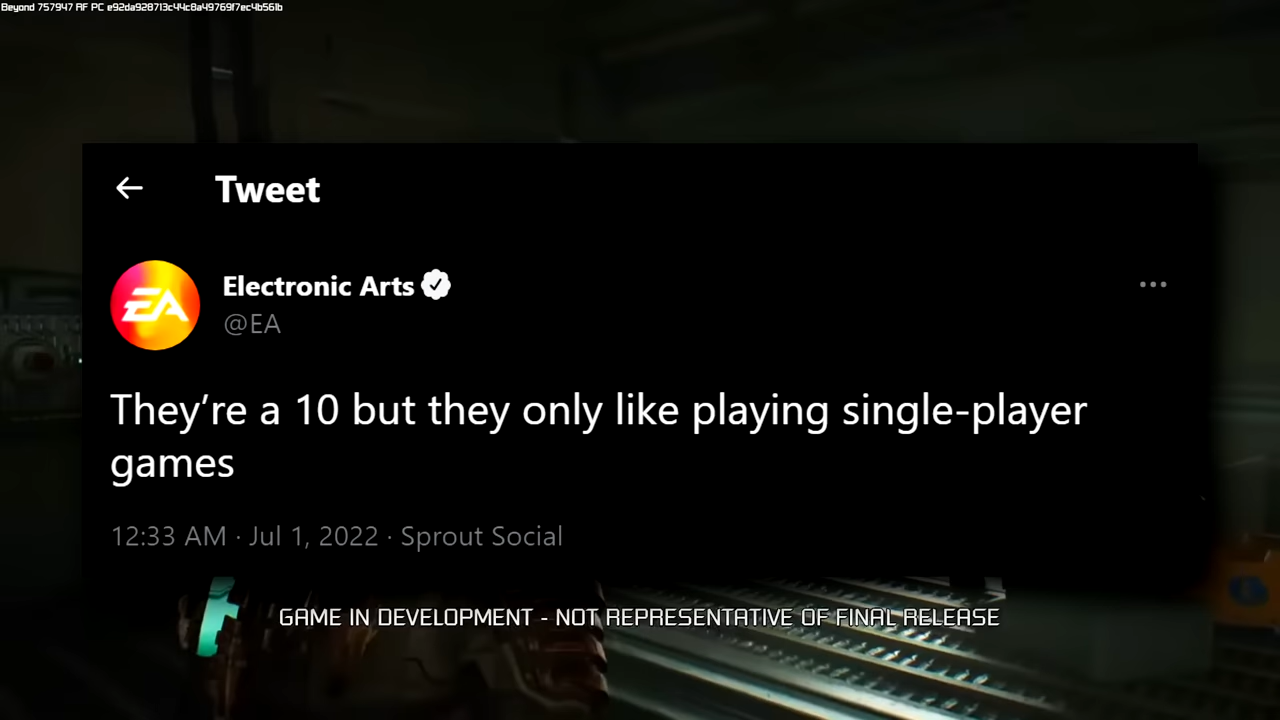 Beyond 757947 AF PC e92da928713c44c8a49769f7ec4b561b
Tweet
EA
Electronic Arts
@EA
They’re a 10 but they only like playing single-player
games
12:33 AM · Jul 1, 2022 · Sprout Social
GAME IN DEVELOPMENT - NOT REPRESENTATIVE OF FINAL RELEASE